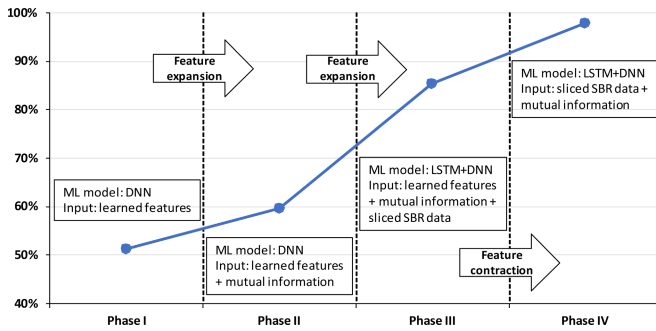 100%
90%
80%
70%
60%
50%
40%
Feature
expansion
Feature
expansion
ML model: LSTM+DNN
Input: sliced SBR data +
mutual information
ML model: DNN
Input: learned features
ML model: LSTM+DNN
Input: learned features
+ mutual information +
sliced SBR data
ML model: DNN
Input: learned features
+ mutual information
Feature
contraction
Phase I
Phase II
Phase III
Phase IV